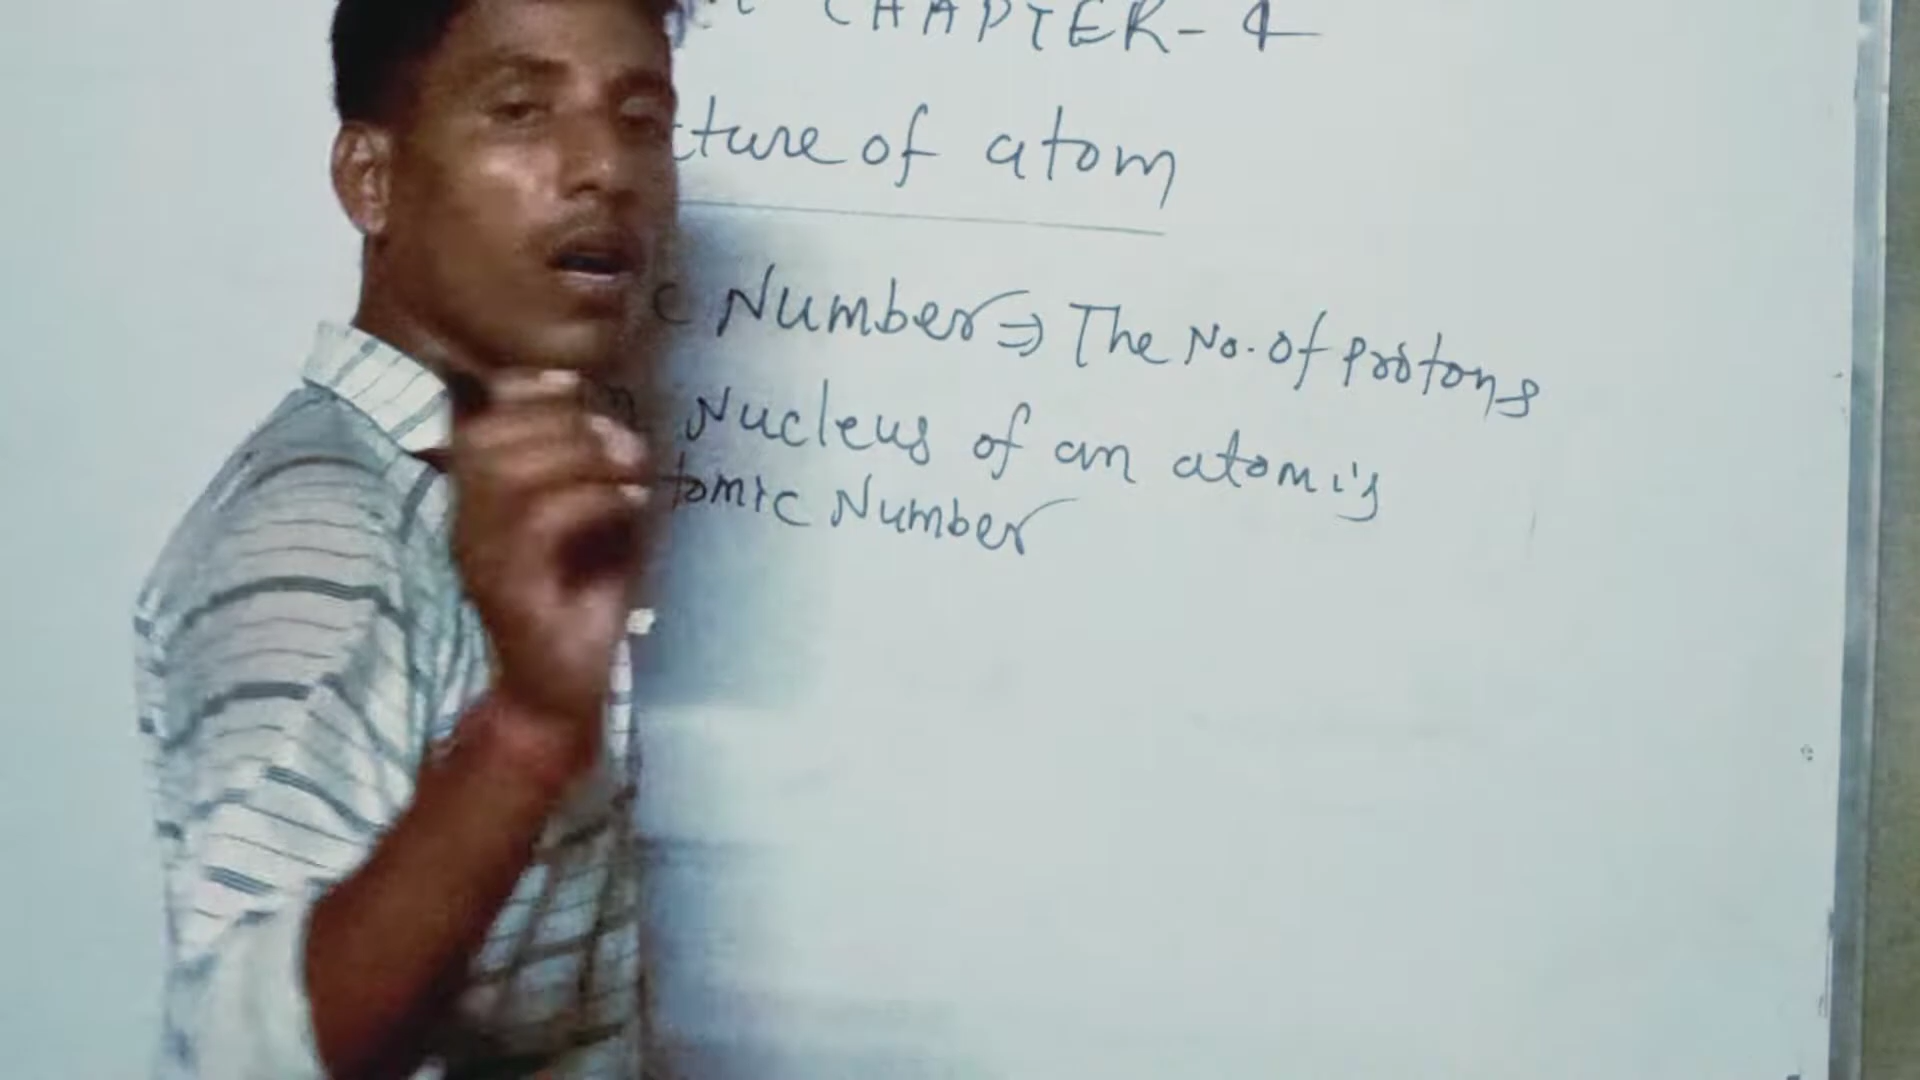 CHAPTER-4
cture of atom
c Number ⇒ The No. of protons
Nucleus of an atom is
tomic Number